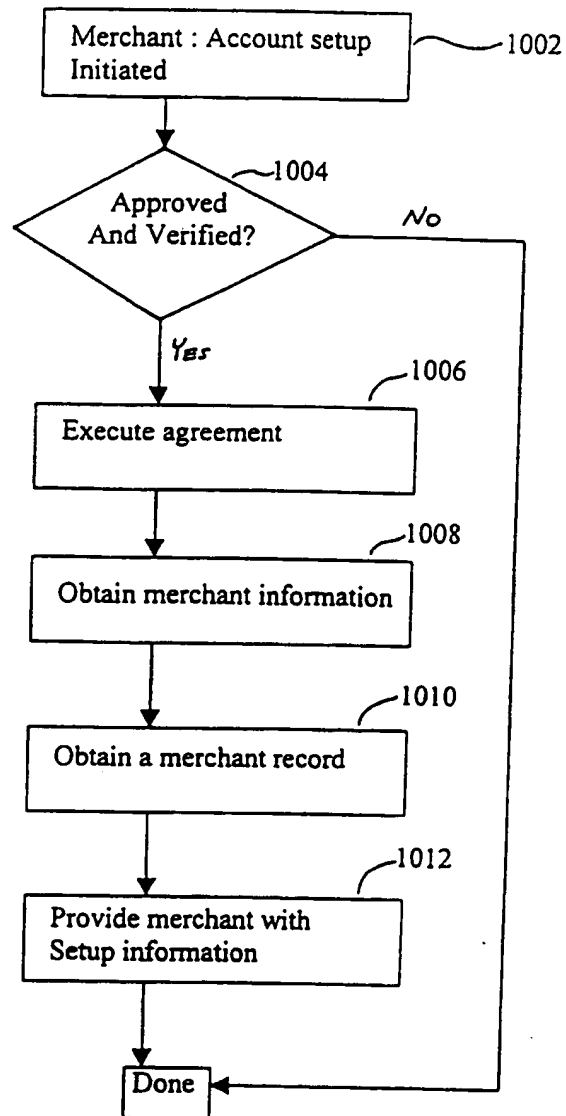 Merchant : Account setup
Initiated
1002
1004
Approved
And Verified?
NO
YES
1006
Execute agreement
1008
Obtain merchant information
1010
Obtain a merchant record
1012
Provide merchant with
Setup information
Done